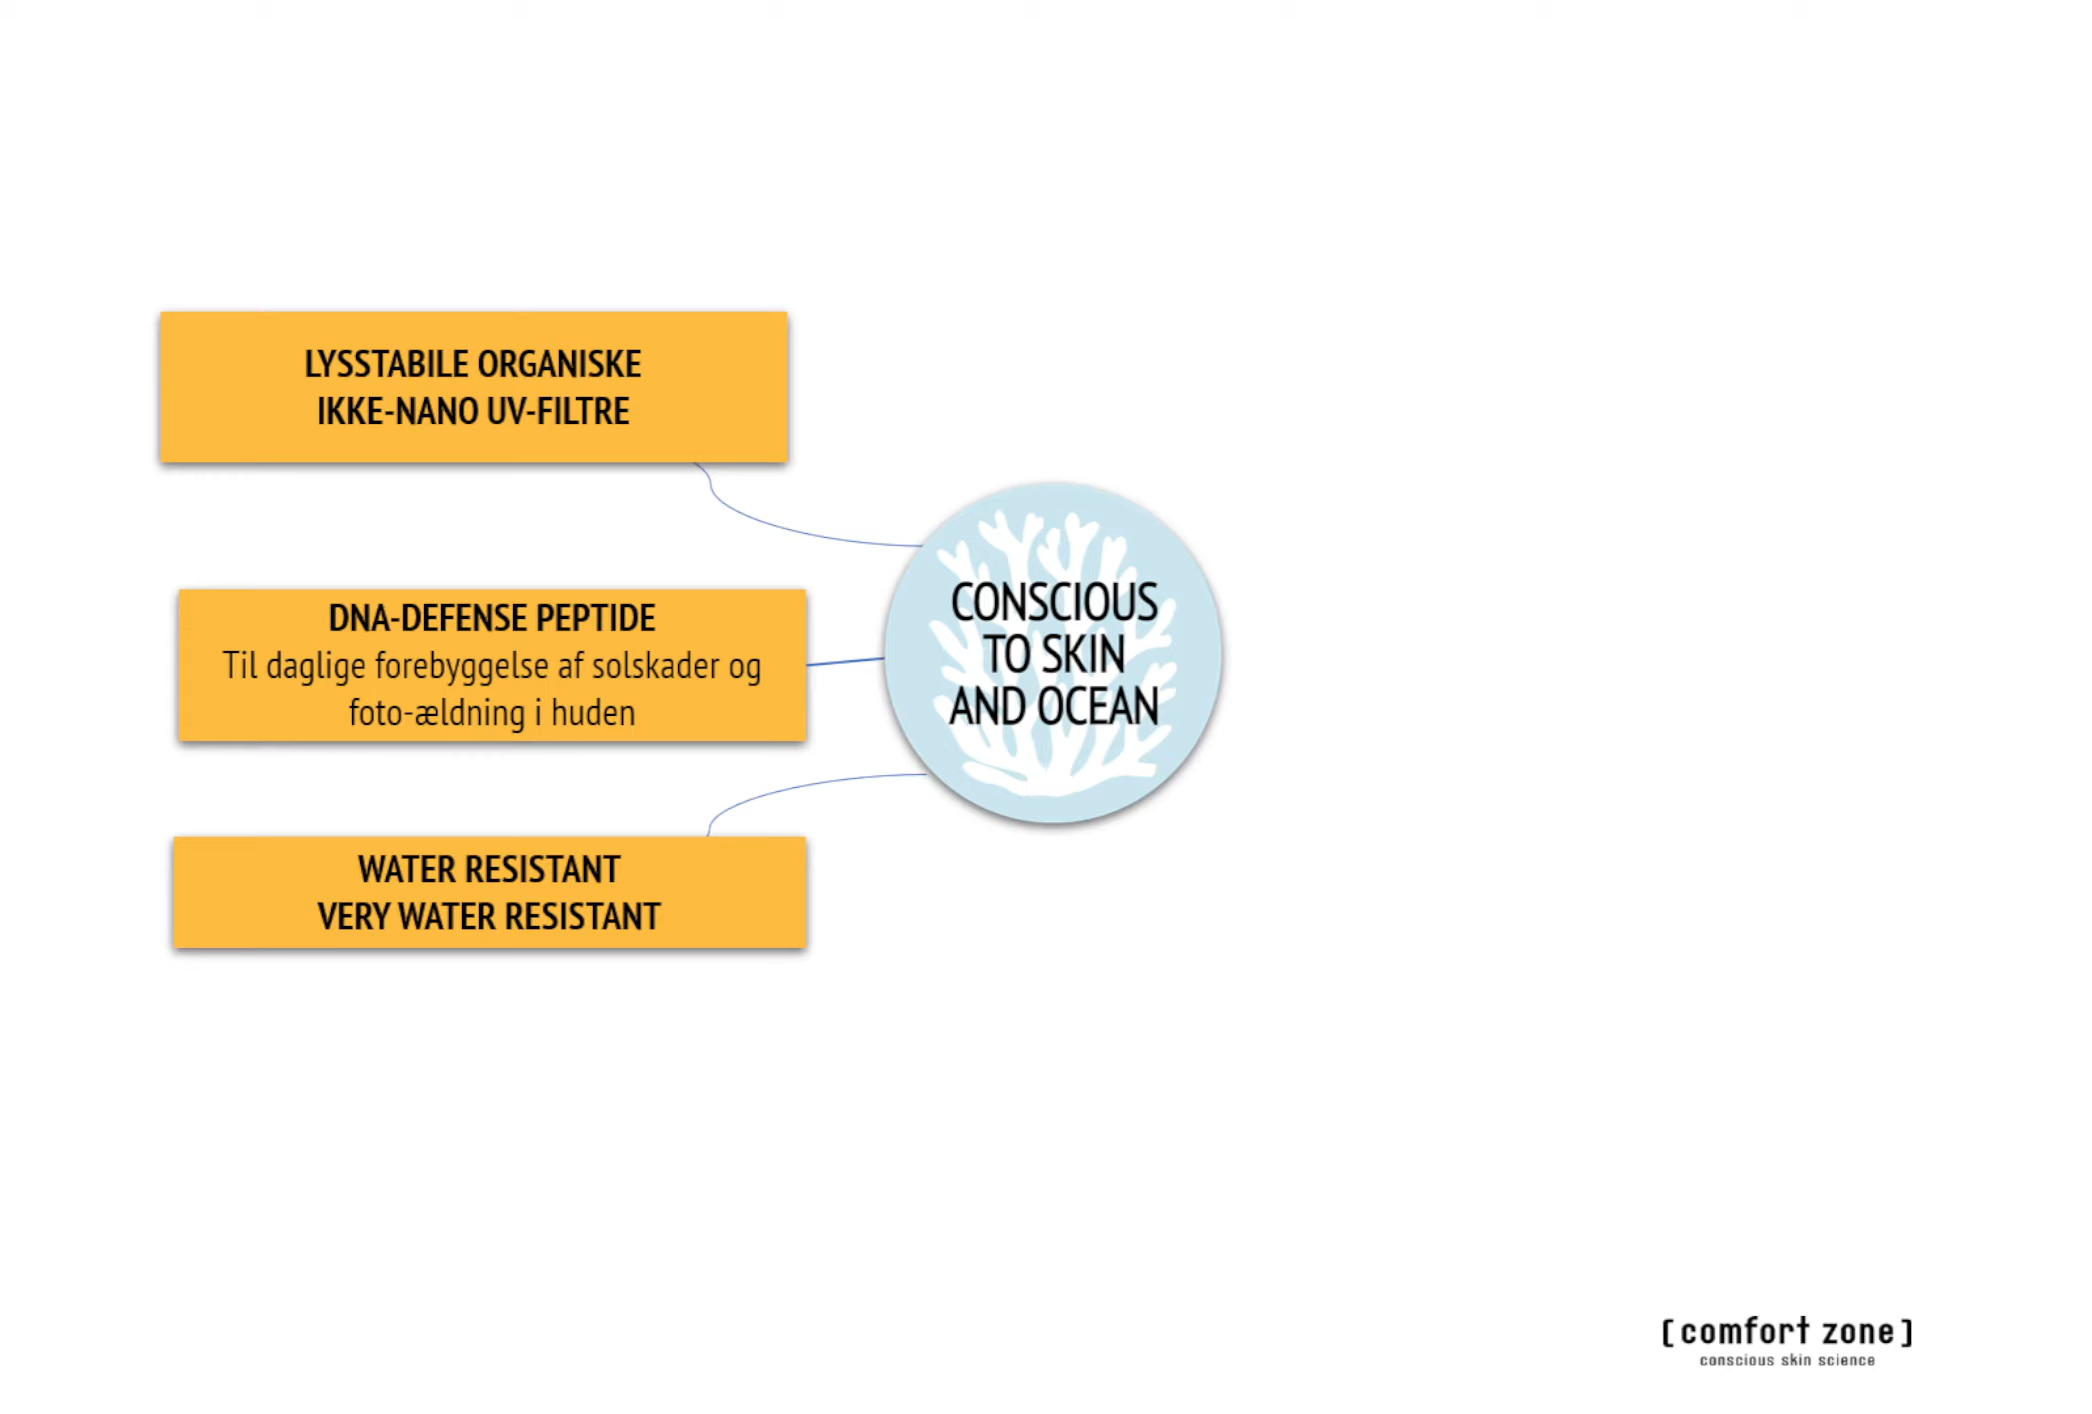 LYSSTABILE ORGANISKE
IKKE-NANO UV-FILTRE
DNA-DEFENSE PEPTIDE
Til daglige forebyggelse af solskader og
foto-ældning i huden
WATER RESISTANT
VERY WATER RESISTANT
CONSCIOUS
TO SKIN
AND OCEAN
[comfort zone]
conscious skin science